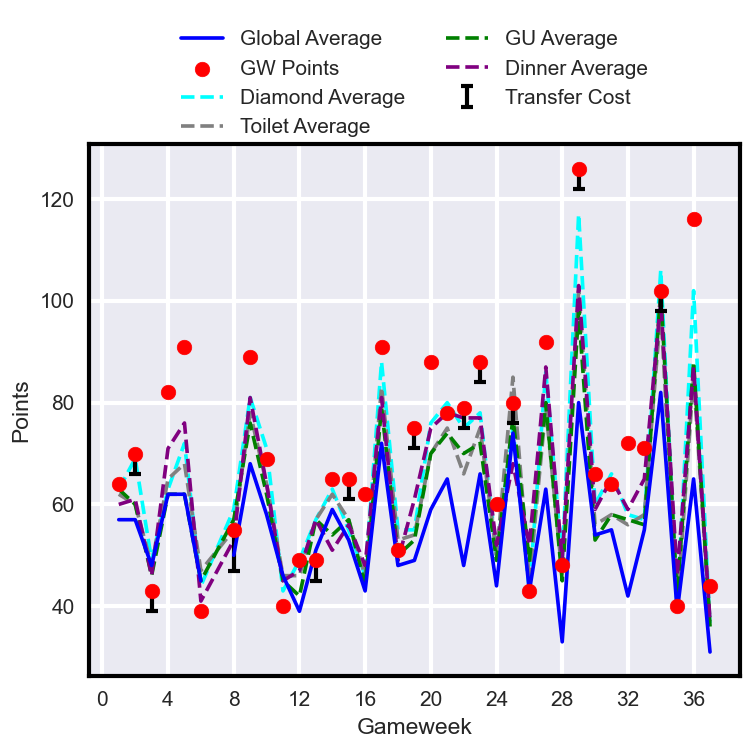 Global Average
GW Points
Diamond Average
Toilet Average
GU Average
Dinner Average
Transfer Cost
120
100
80
60
40
Points
0 4 8 12 16 20 24 28 32 36
Gameweek